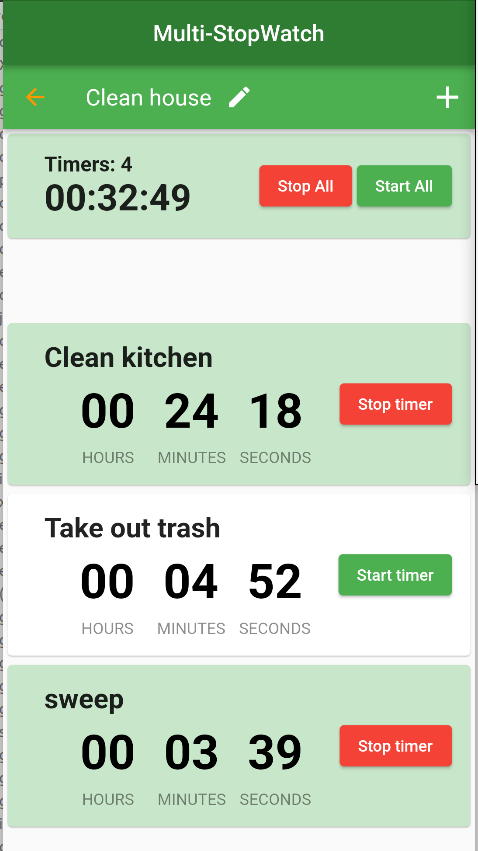 Multi-StopWatch
Clean house
Timers: 4
00:32:49
Stop All
Start All
Clean kitchen
00 24 18
HOURS MINUTES SECONDS
Stop timer
Take out trash
00 04 52
HOURS MINUTES SECONDS
Start timer
sweep
00 03 39
HOURS MINUTES SECONDS
Stop timer